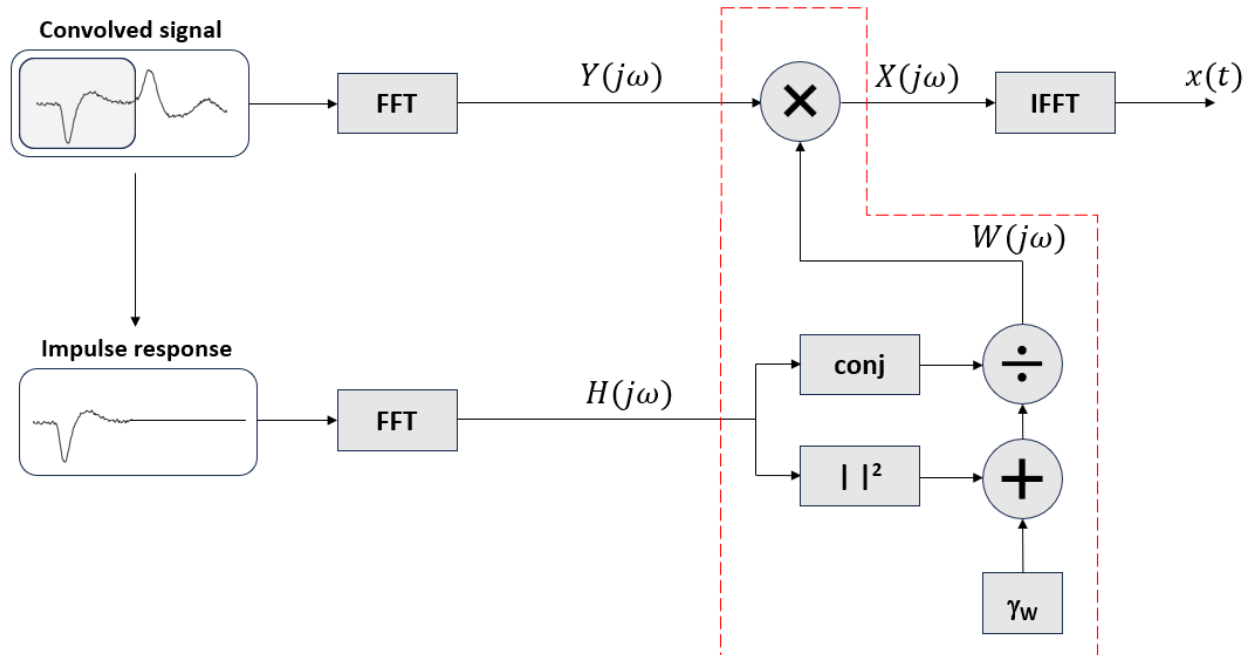 Convolved signal
FFT
Y(jω)
×
X(jω)
IFFT
x(t)
W(jω)
Impulse response
FFT
H(jω)
conj
÷
| |²
+
γw